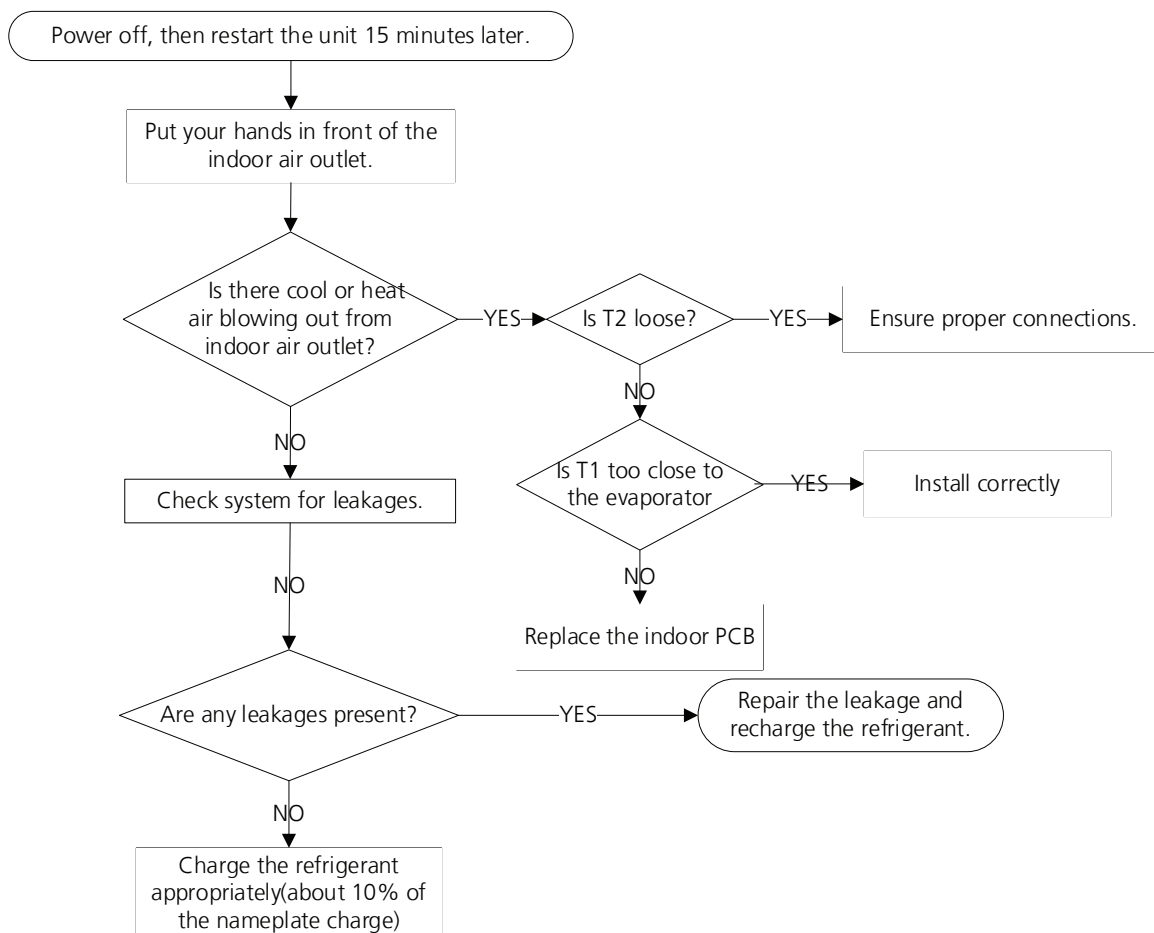 Power off, then restart the unit 15 minutes later.
Put your hands in front of the
indoor air outlet.
Is there cool or heat
air blowing out from
indoor air outlet?
YES
Is T2 loose?
YES
Ensure proper connections.
NO
NO
Is T1 too close to
the evaporator
YES
Install correctly
Check system for leakages.
NO
NO
Replace the indoor PCB
Are any leakages present?
YES
Repair the leakage and
recharge the refrigerant.
NO
Charge the refrigerant
appropriately(about 10% of
the nameplate charge)